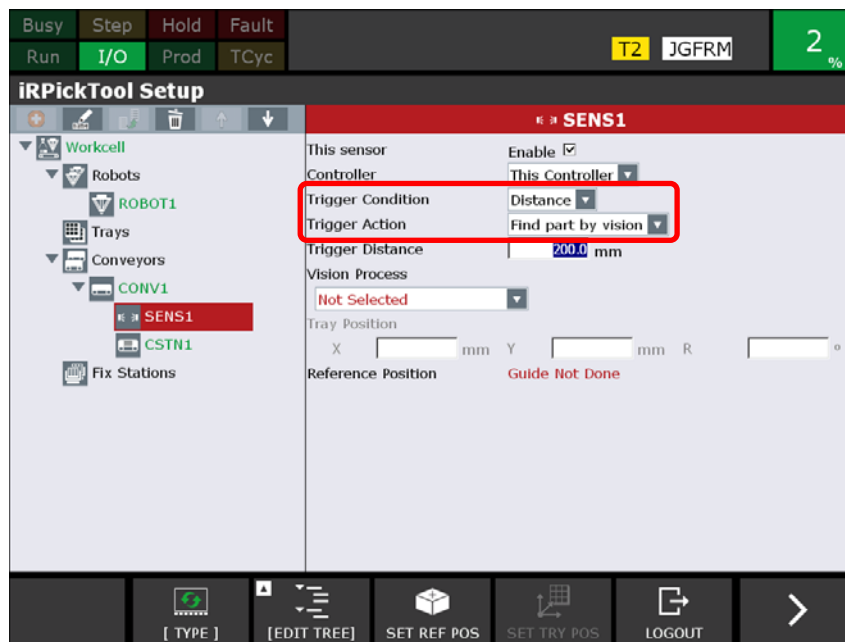 Busy Step Hold Fault
Run I/O Prod TCyc
T2 JGFRM
2 %
iRPickTool Setup
SENS1
Workcell
Robots
ROBOT1
Trays
Conveyors
CONV1
SENS1
CSTN1
Fix Stations
This sensor Enable
Controller This Controller
Trigger Condition Distance
Trigger Action Find part by vision
Trigger Distance 200.0 mm
Vision Process
Not Selected
Tray Position
X mm Y mm R °
Reference Position Guide Not Done
[ TYPE ] [EDIT TREE] SET REF POS SET TRY POS LOGOUT >